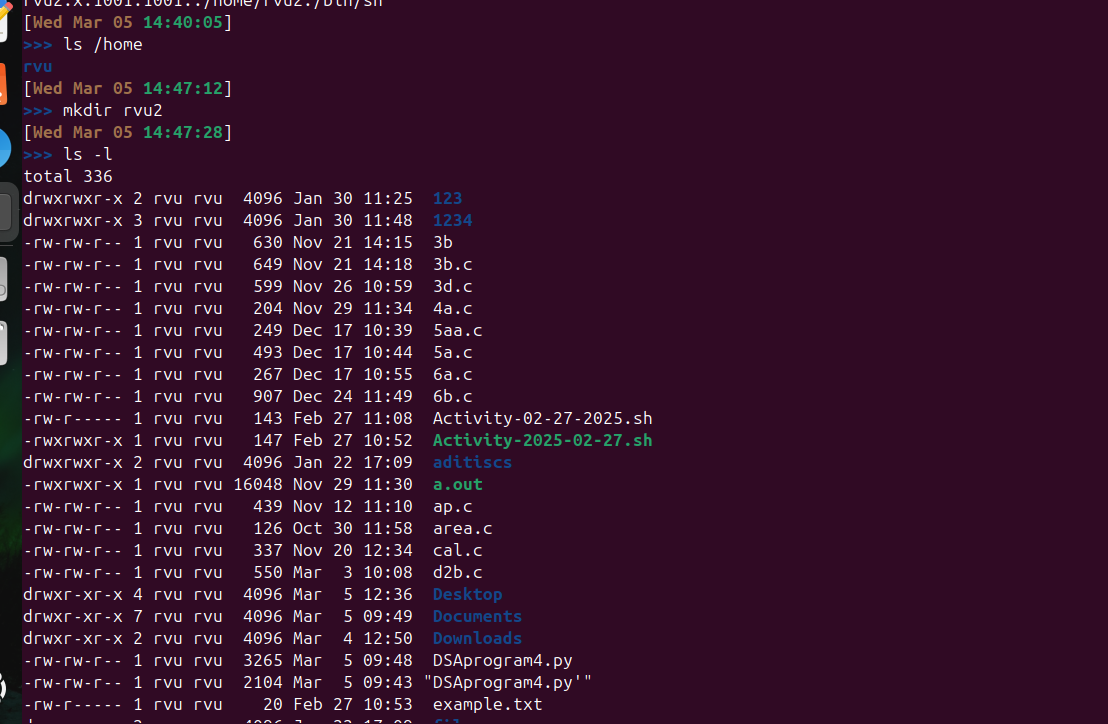 rvu2:x:1001:1001::/home/rvu2:/bin/sh
[Wed Mar 05 14:40:05]
>>> ls /home
rvu
[Wed Mar 05 14:47:12]
>>> mkdir rvu2
[Wed Mar 05 14:47:28]
>>> ls -l
total 336
drwxrwxr-x 2 rvu rvu  4096 Jan 30 11:25  123
drwxrwxr-x 3 rvu rvu  4096 Jan 30 11:48  1234
-rw-rw-r-- 1 rvu rvu   630 Nov 21 14:15  3b
-rw-rw-r-- 1 rvu rvu   649 Nov 21 14:18  3b.c
-rw-rw-r-- 1 rvu rvu   599 Nov 26 10:59  3d.c
-rw-rw-r-- 1 rvu rvu   204 Nov 29 11:34  4a.c
-rw-rw-r-- 1 rvu rvu   249 Dec 17 10:39  5aa.c
-rw-rw-r-- 1 rvu rvu   493 Dec 17 10:44  5a.c
-rw-rw-r-- 1 rvu rvu   267 Dec 17 10:55  6a.c
-rw-rw-r-- 1 rvu rvu   907 Dec 24 11:49  6b.c
-rw-r----- 1 rvu rvu   143 Feb 27 11:08  Activity-02-27-2025.sh
-rwxrwxr-x 1 rvu rvu   147 Feb 27 10:52  Activity-2025-02-27.sh
drwxrwxr-x 2 rvu rvu  4096 Jan 22 17:09  aditiscs
-rwxrwxr-x 1 rvu rvu 16048 Nov 29 11:30  a.out
-rw-rw-r-- 1 rvu rvu   439 Nov 12 11:10  ap.c
-rw-rw-r-- 1 rvu rvu   126 Oct 30 11:58  area.c
-rw-rw-r-- 1 rvu rvu   337 Nov 20 12:34  cal.c
-rw-rw-r-- 1 rvu rvu   550 Mar  3 10:08  d2b.c
drwxr-xr-x 4 rvu rvu  4096 Mar  5 12:36  Desktop
drwxr-xr-x 7 rvu rvu  4096 Mar  5 09:49  Documents
drwxr-xr-x 2 rvu rvu  4096 Mar  4 12:50  Downloads
-rw-rw-r-- 1 rvu rvu  3265 Mar  5 09:48  DSAprogram4.py
-rw-rw-r-- 1 rvu rvu  2104 Mar  5 09:43 "DSAprogram4.py'"
-rw-r----- 1 rvu rvu    20 Feb 27 10:53  example.txt